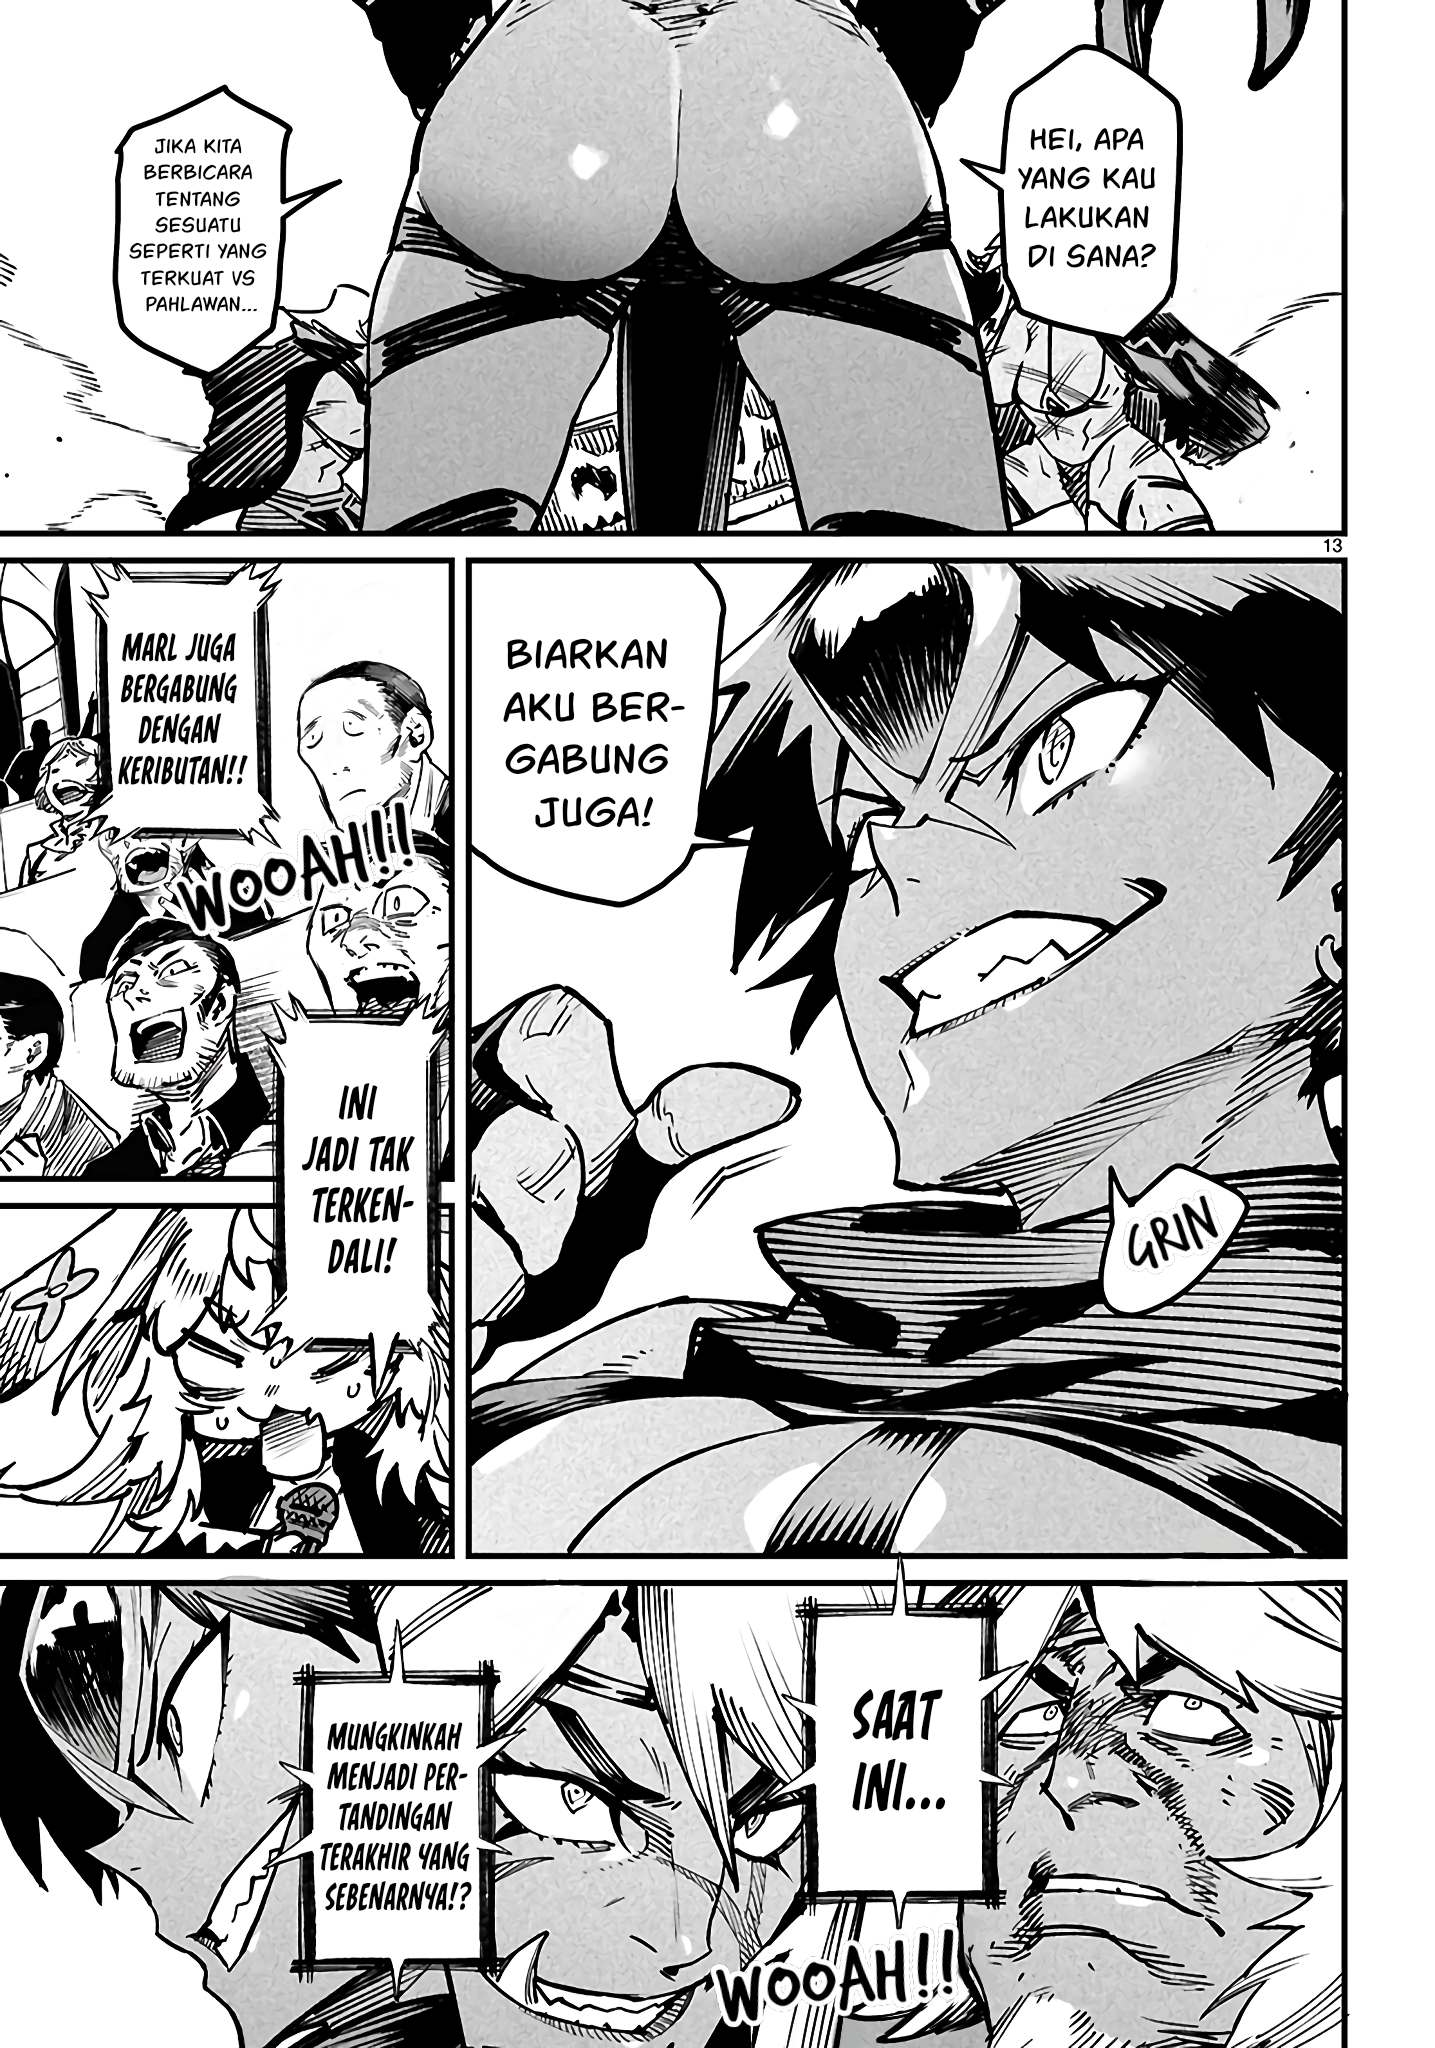 HEI, APA
YANG KAU
LAKUKAN
DI SANA?
JIKA KITA
BERBICARA
TENTANG
SESUATU
SEPERTI YANG
TERKUAT VS
PAHLAWAN...
13
BIARKAN
AKU BER-
GABUNG
JUGA!
GRIN
MARL JUGA
BERGABUNG
DENGAN
KERIBUTAN!!
WOOAH!!
INI
JADI TAK
TERKEN-
DALI!
SAAT
INI...
MUNGKINKAH
MENJADI PER-
TANDINGAN
TERAKHIR YANG
SEBENARNYA!?
WOOAH!!